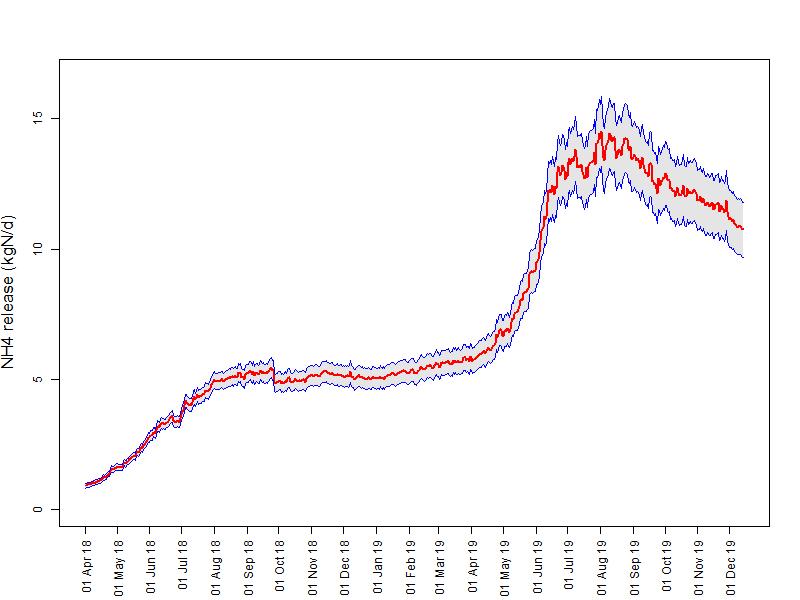 NH4 release (kgN/d)
15
10
5
0
01 Apr 18
01 May 18
01 Jun 18
01 Jul 18
01 Aug 18
01 Sep 18
01 Oct 18
01 Nov 18
01 Dec 18
01 Jan 19
01 Feb 19
01 Mar 19
01 Apr 19
01 May 19
01 Jun 19
01 Jul 19
01 Aug 19
01 Sep 19
01 Oct 19
01 Nov 19
01 Dec 19